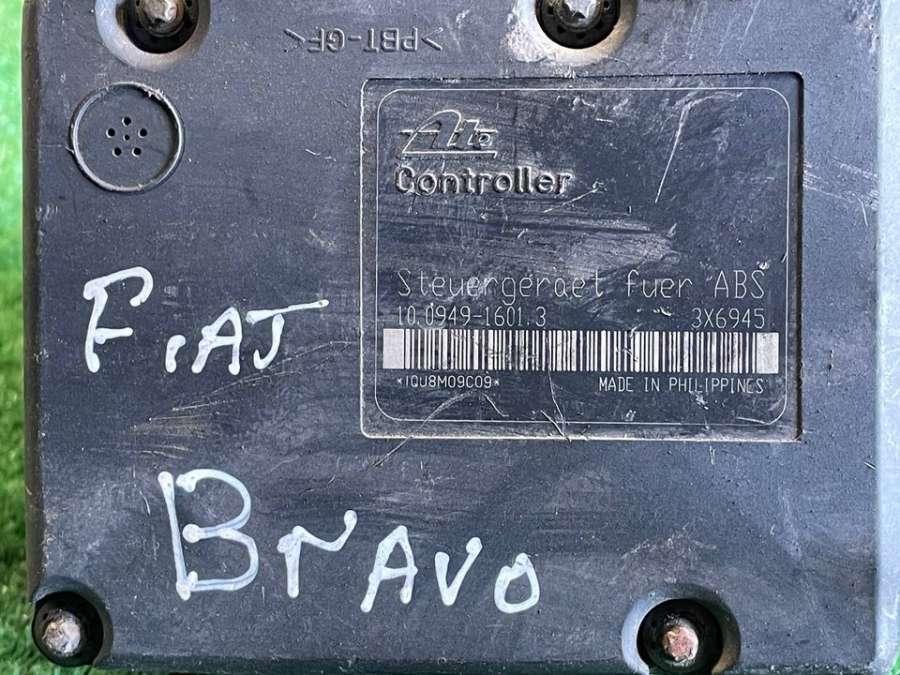 >PBT-GF<
Ate
Controller
Steuergeraet fuer ABS
10.0949-1601.3 3X6945
*IQU8M09C09*
MADE IN PHILIPPINES
FiAT
BrAvo